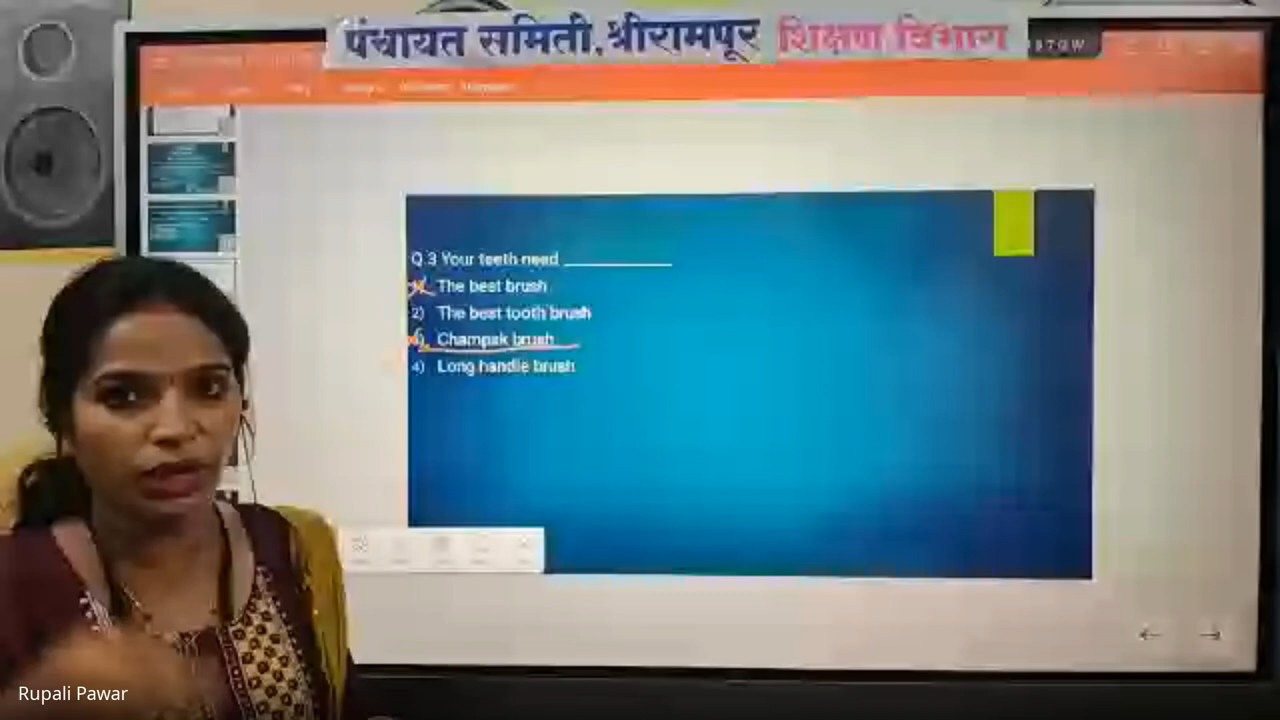 पंचायत समिती,श्रीरामपूर शिक्षण विभाग
Q.3 Your teeth need ____________
The best brush
2) The best tooth brush
Champak brush
4) Long handle brush
Rupali Pawar